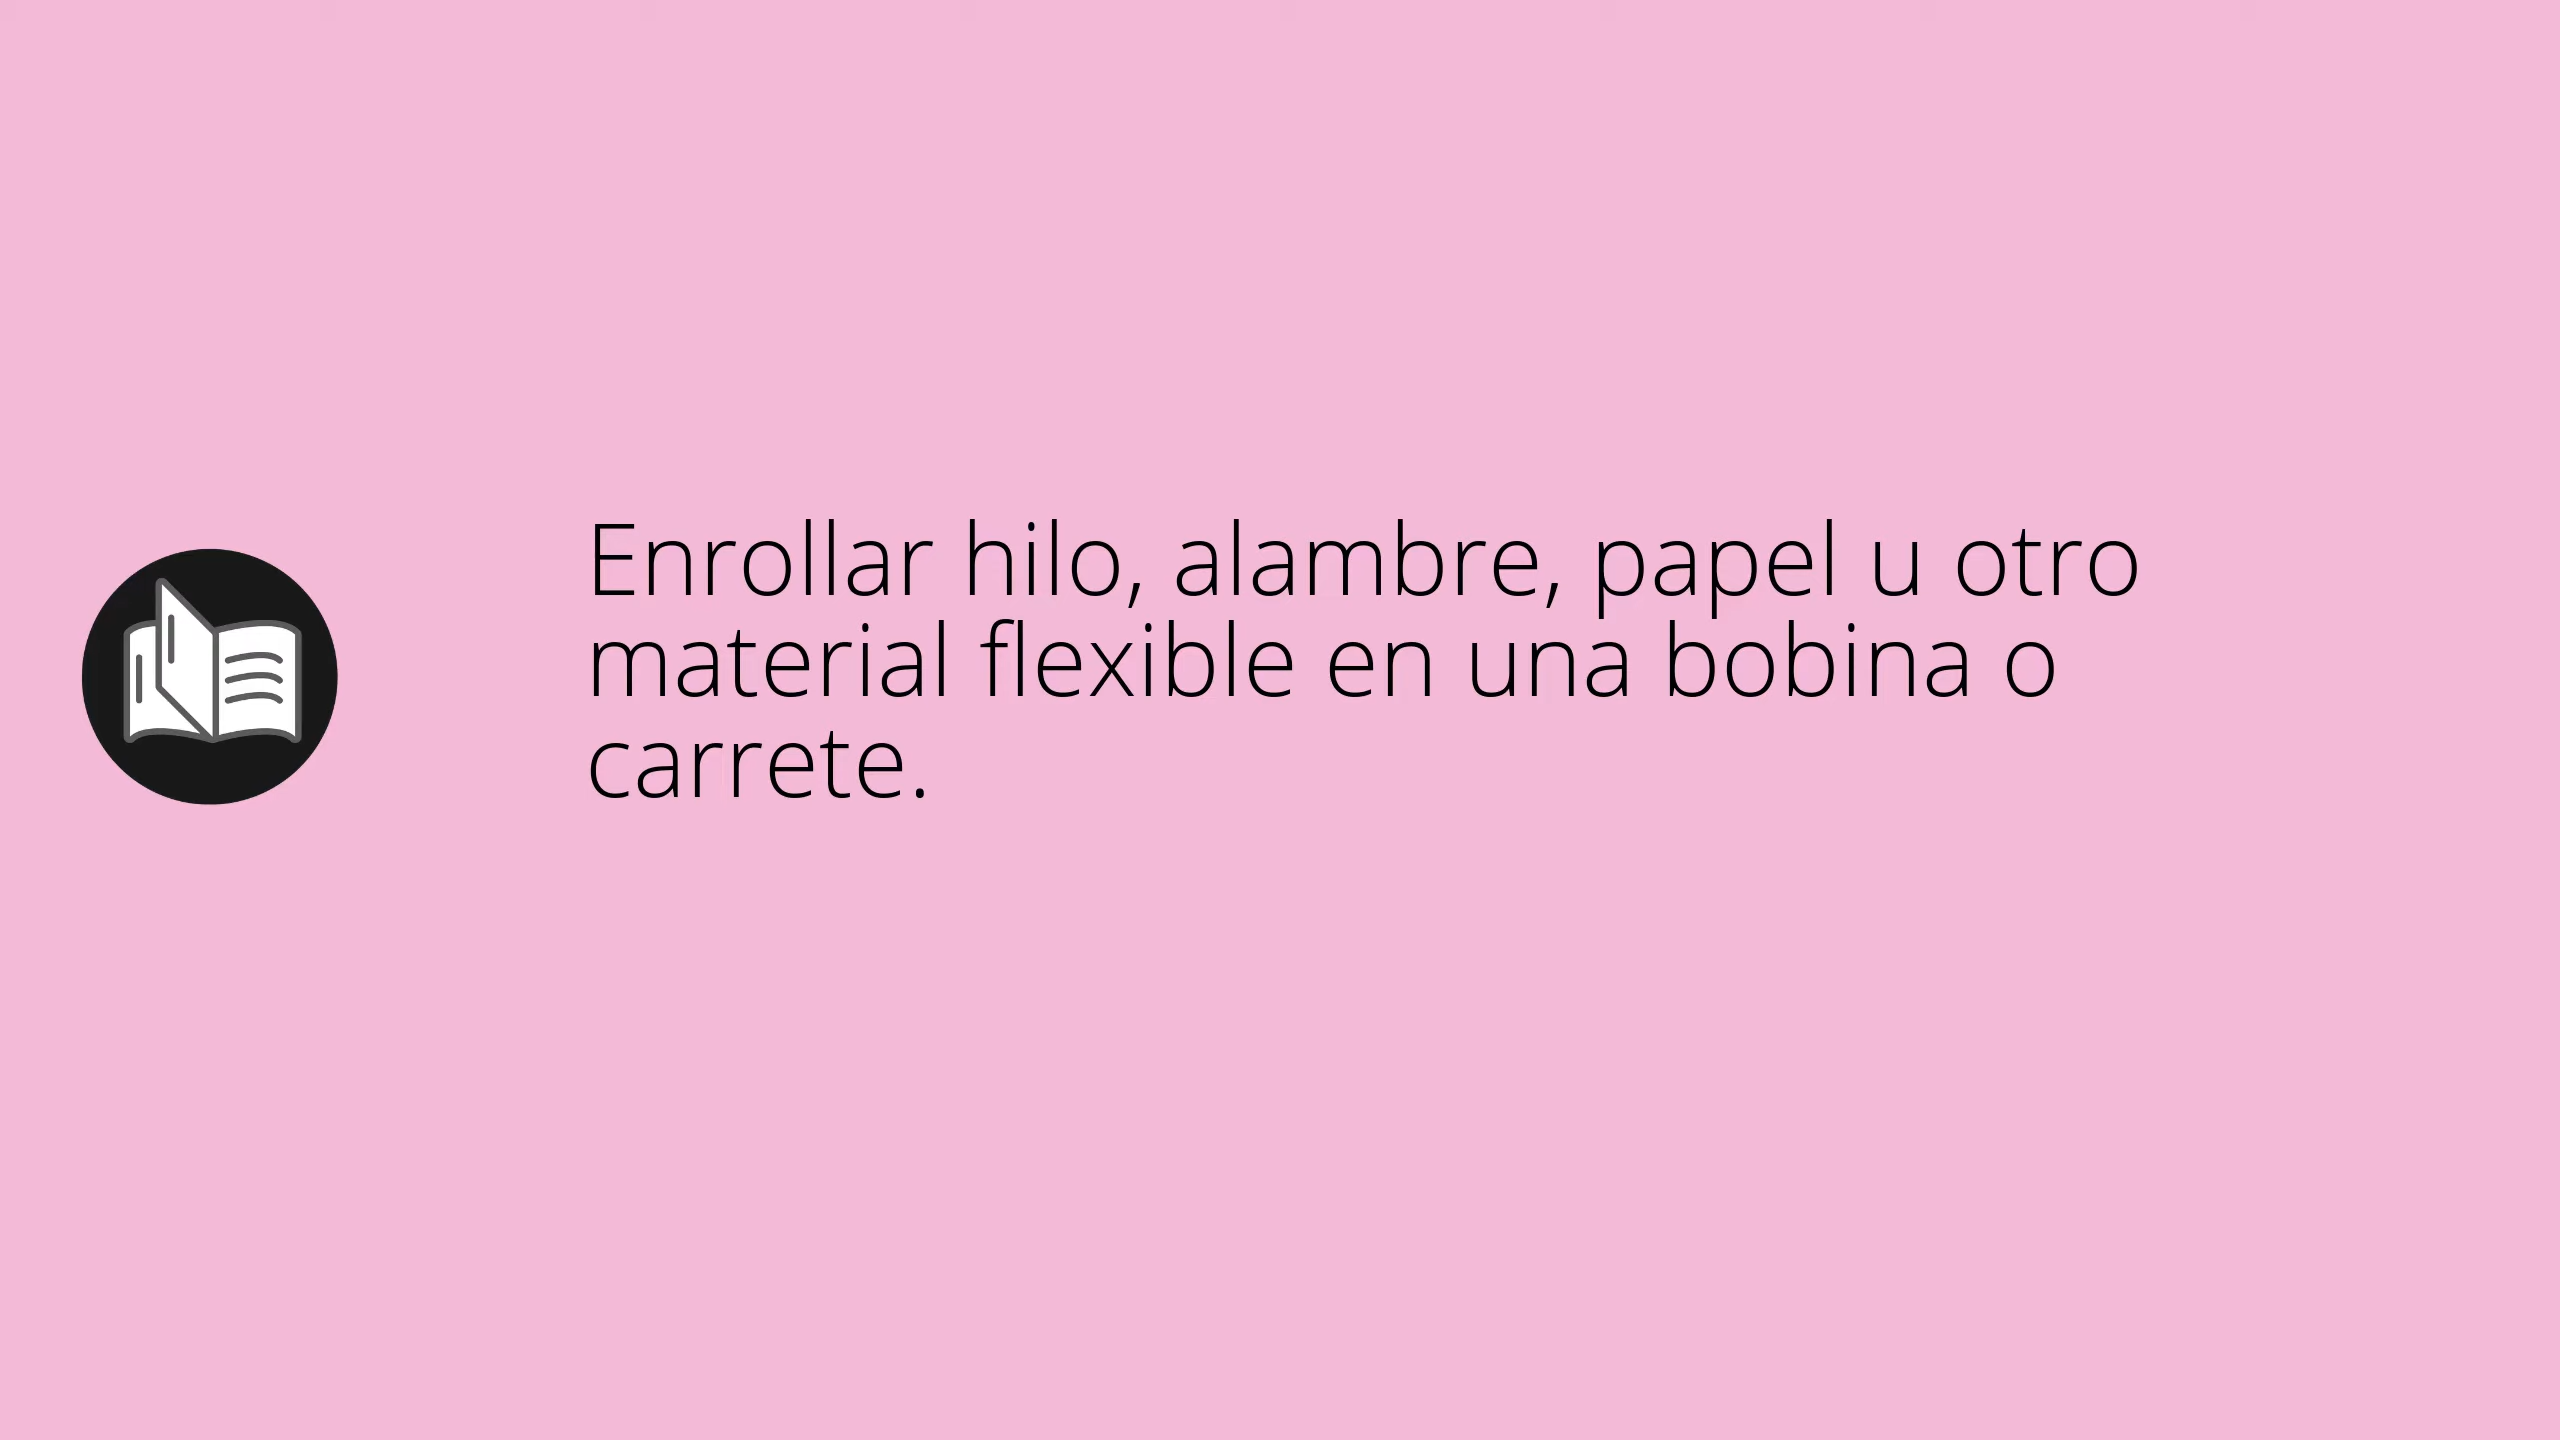 Enrollar hilo, alambre, papel u otro
material flexible en una bobina o
carrete.